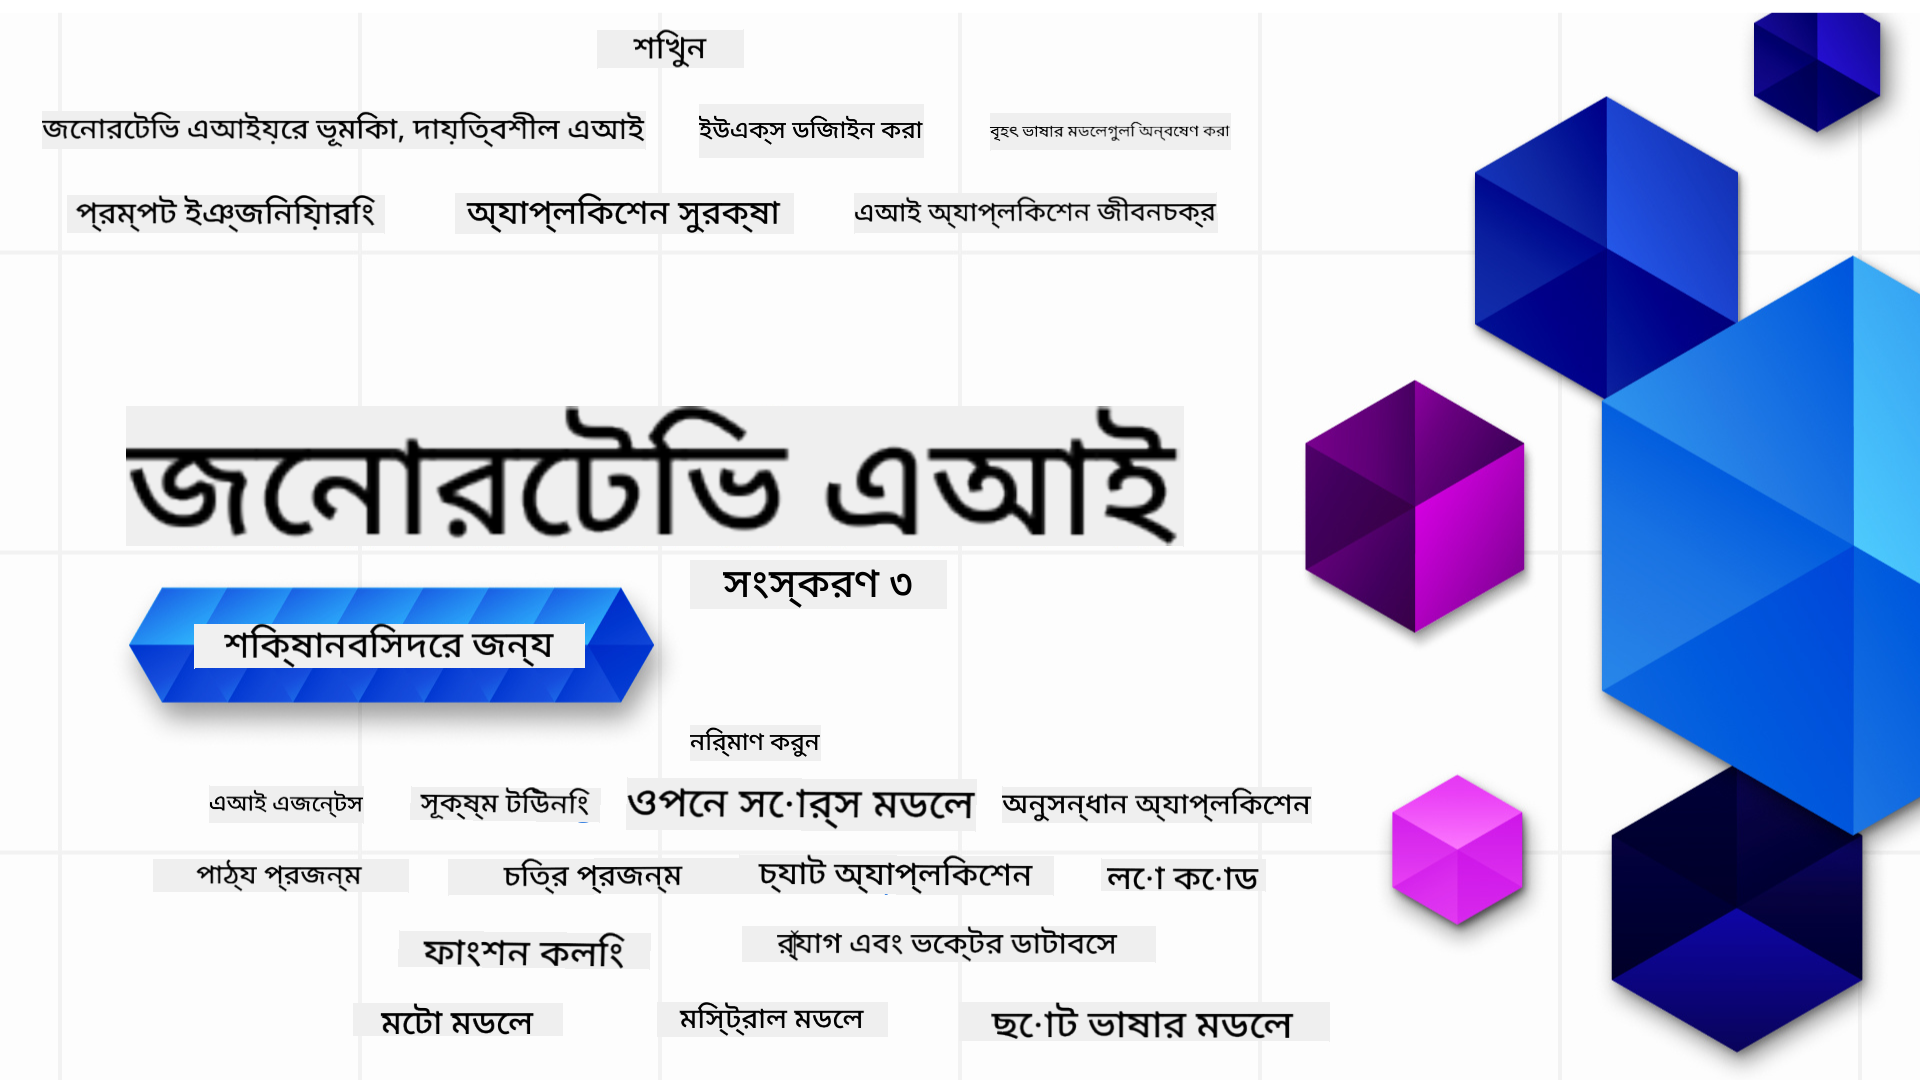 শিখুন
জেনারেটিভ এআইয়ের ভূমিকা, দায়িত্বশীল এআই
ইউএক্স ডিজাইন করা
বৃহৎ ভাষার মডেলগুলি অন্বেষণ করা
প্রম্পট ইঞ্জিনিয়ারিং
অ্যাপ্লিকেশন সুরক্ষা
এআই অ্যাপ্লিকেশন জীবনচক্র
জেনারেটিভ এআই
সংস্করণ ৩
শিক্ষানবিসদের জন্য
নির্মাণ করুন
এআই এজেন্টস
সূক্ষ্ম টিউনিং
ওপেন সোর্স মডেল
অনুসন্ধান অ্যাপ্লিকেশন
পাঠ্য প্রজন্ম
চিত্র প্রজন্ম
চ্যাট অ্যাপ্লিকেশন
লো কোড
ফাংশন কলিং
র‍্যাগ এবং ভেক্টর ডাটাবেস
মেটা মডেল
মিস্ট্রাল মডেল
ছোট ভাষার মডেল